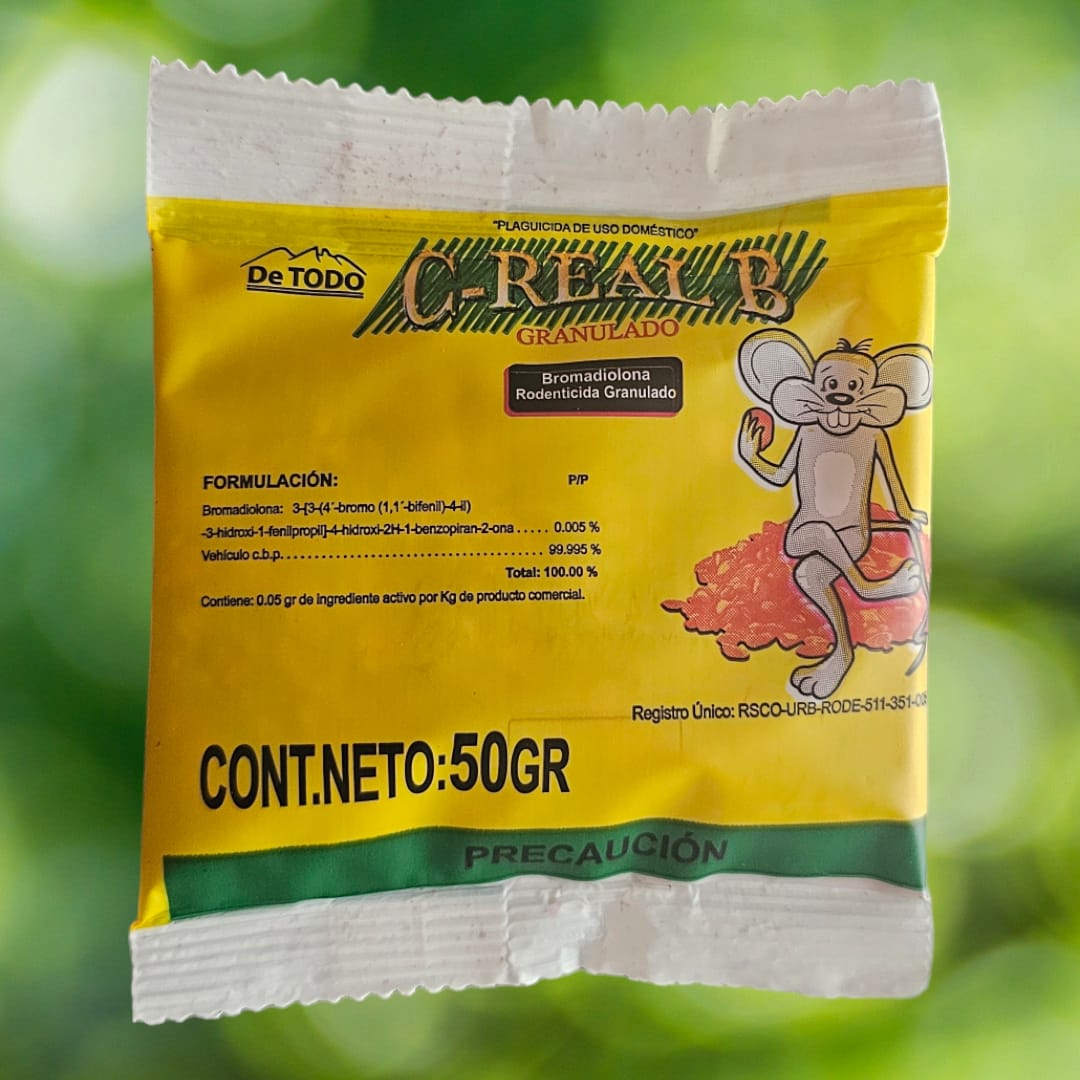 "PLAGUICIDA DE USO DOMÉSTICO"
De TODO
C-REAL B
GRANULADO
Bromadiolona
Rodenticida Granulado
FORMULACIÓN: P/P
Bromadiolona: 3-[3-(4´-bromo (1,1´-bifenil)-4-il)
-3-hidroxi-1-fenilpropil]-4-hidroxi-2H-1-benzopiran-2-ona ..... 0.005 %
Vehículo c.b.p. .................................... 99.995 %
Total: 100.00 %
Contiene: 0.05 gr de ingrediente activo por Kg de producto comercial.
Registro Único: RSCO-URB-RODE-511-351-00
CONT.NETO:50GR
PRECAUCIÓN